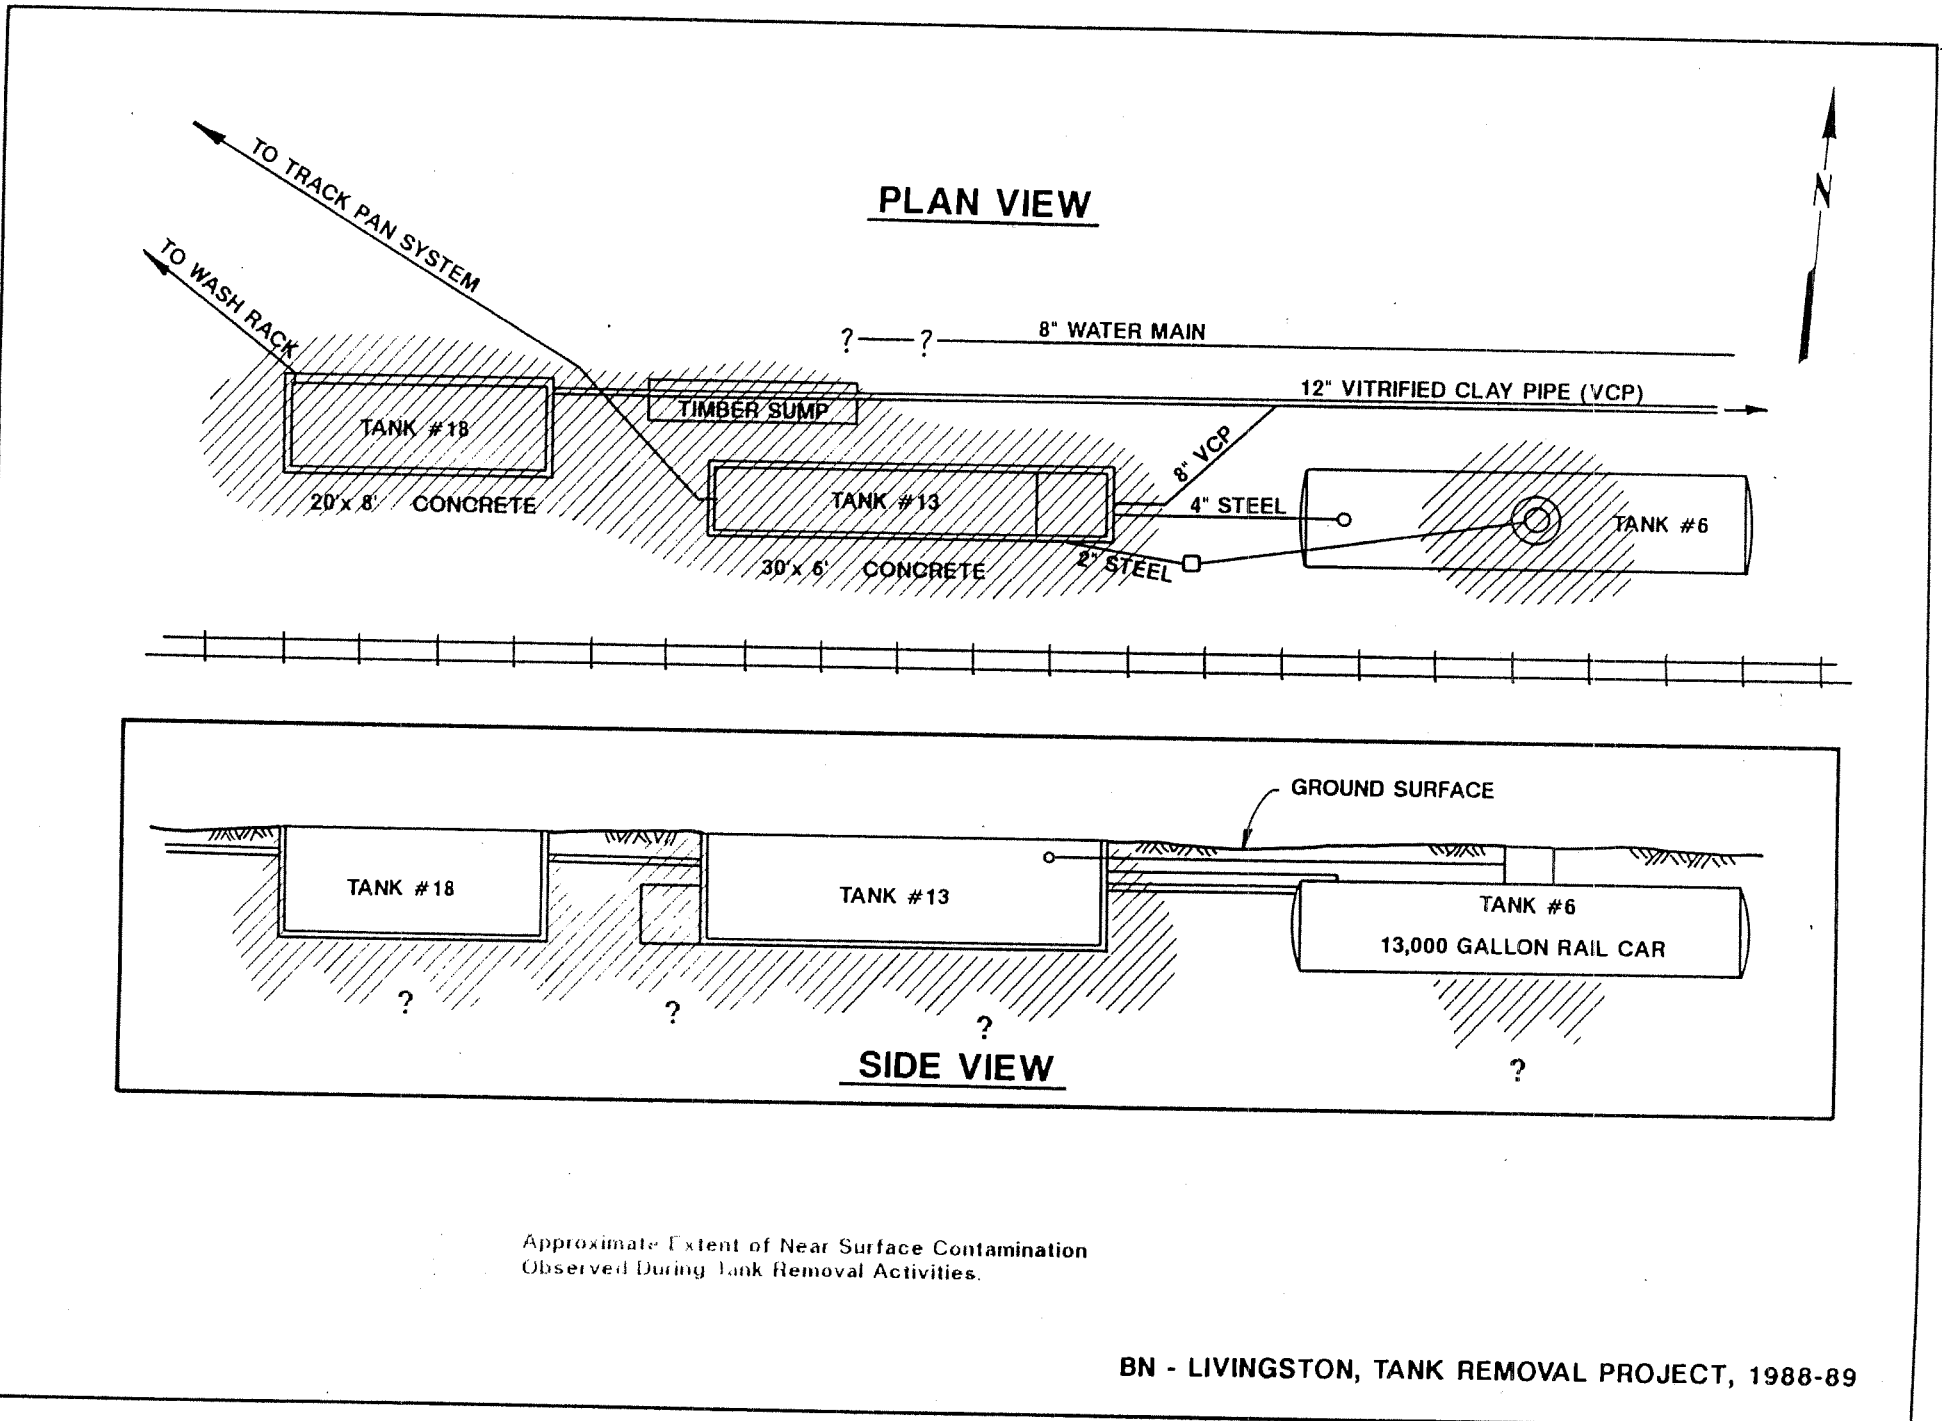 PLAN VIEW
N
TO TRACK PAN SYSTEM
TO WASH RACK
? ?
8" WATER MAIN
12" VITRIFIED CLAY PIPE (VCP)
TIMBER SUMP
TANK #18
20'x 8' CONCRETE
8" VCP
TANK #13
4" STEEL
TANK #6
30'x 6' CONCRETE
2" STEEL
GROUND SURFACE
TANK #18
TANK #13
TANK #6
13,000 GALLON RAIL CAR
?
?
?
?
SIDE VIEW
Approximate Extent of Near Surface Contamination
Observed During Tank Removal Activities.
BN - LIVINGSTON, TANK REMOVAL PROJECT, 1988-89